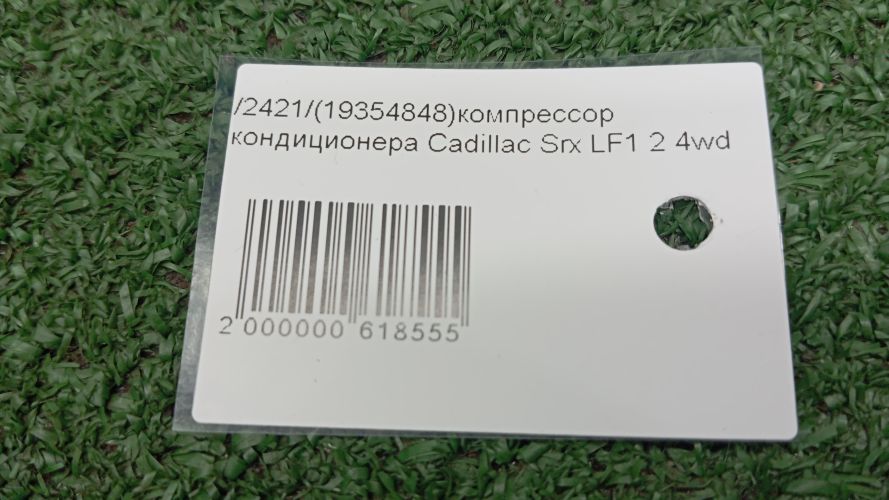 /2421/(19354848)компрессор
кондиционера Cadillac Srx LF1 2 4wd
2 000000 618555